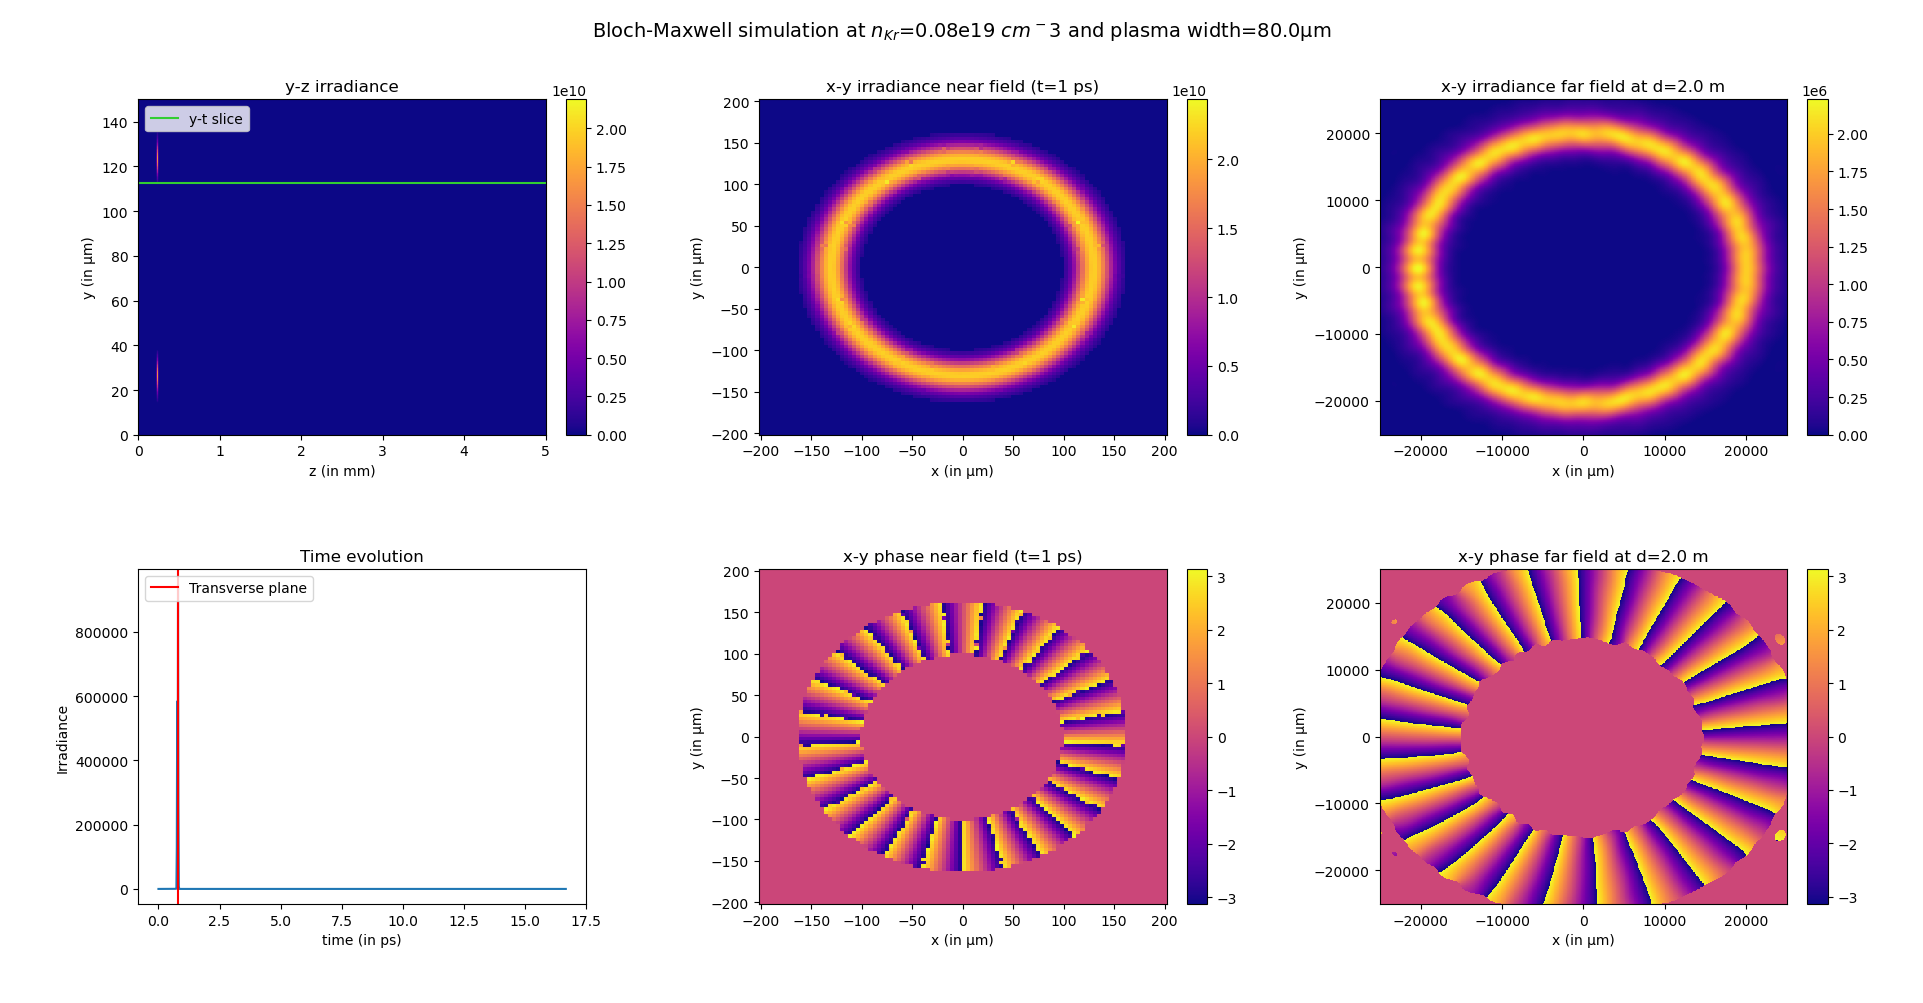 Bloch-Maxwell simulation at n_Kr=0.08e19 cm^-3 and plasma width=80.0μm
y-z irradiance
1e10
y-t slice
140
120
100
80
60
40
20
0
y (in μm)
0 1 2 3 4 5
z (in mm)
2.00
1.75
1.50
1.25
1.00
0.75
0.50
0.25
0.00
x-y irradiance near field (t=1 ps)
1e10
200
150
100
50
0
−50
−100
−150
−200
y (in μm)
−200 −150 −100 −50 0 50 100 150 200
x (in μm)
2.0
1.5
1.0
0.5
0.0
x-y irradiance far field at d=2.0 m
1e6
20000
10000
0
−10000
−20000
y (in μm)
−20000 −10000 0 10000 20000
x (in μm)
2.00
1.75
1.50
1.25
1.00
0.75
0.50
0.25
0.00
Time evolution
Transverse plane
800000
600000
400000
200000
0
Irradiance
0.0 2.5 5.0 7.5 10.0 12.5 15.0 17.5
time (in ps)
x-y phase near field (t=1 ps)
200
150
100
50
0
−50
−100
−150
−200
y (in μm)
−200 −150 −100 −50 0 50 100 150 200
x (in μm)
3
2
1
0
−1
−2
−3
x-y phase far field at d=2.0 m
20000
10000
0
−10000
−20000
y (in μm)
−20000 −10000 0 10000 20000
x (in μm)
3
2
1
0
−1
−2
−3